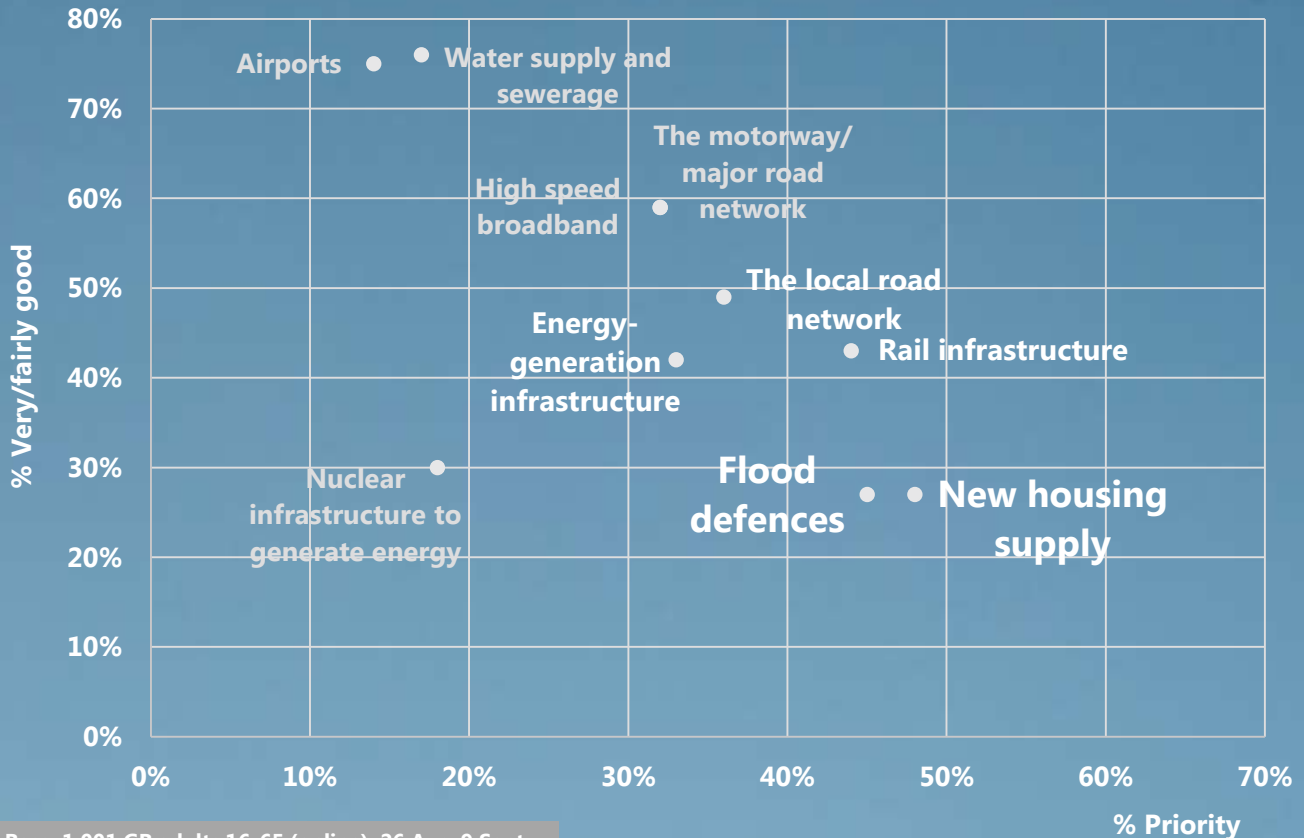 80%
70%
60%
50%
40%
30%
20%
10%
0%
% Very/fairly good
Airports
Water supply and
sewerage
The motorway/
major road
network
High speed
broadband
The local road
network
Energy-
generation
infrastructure
Rail infrastructure
Nuclear
infrastructure to
generate energy
Flood
defences
New housing
supply
0%
10%
20%
30%
40%
50%
60%
70%
% Priority